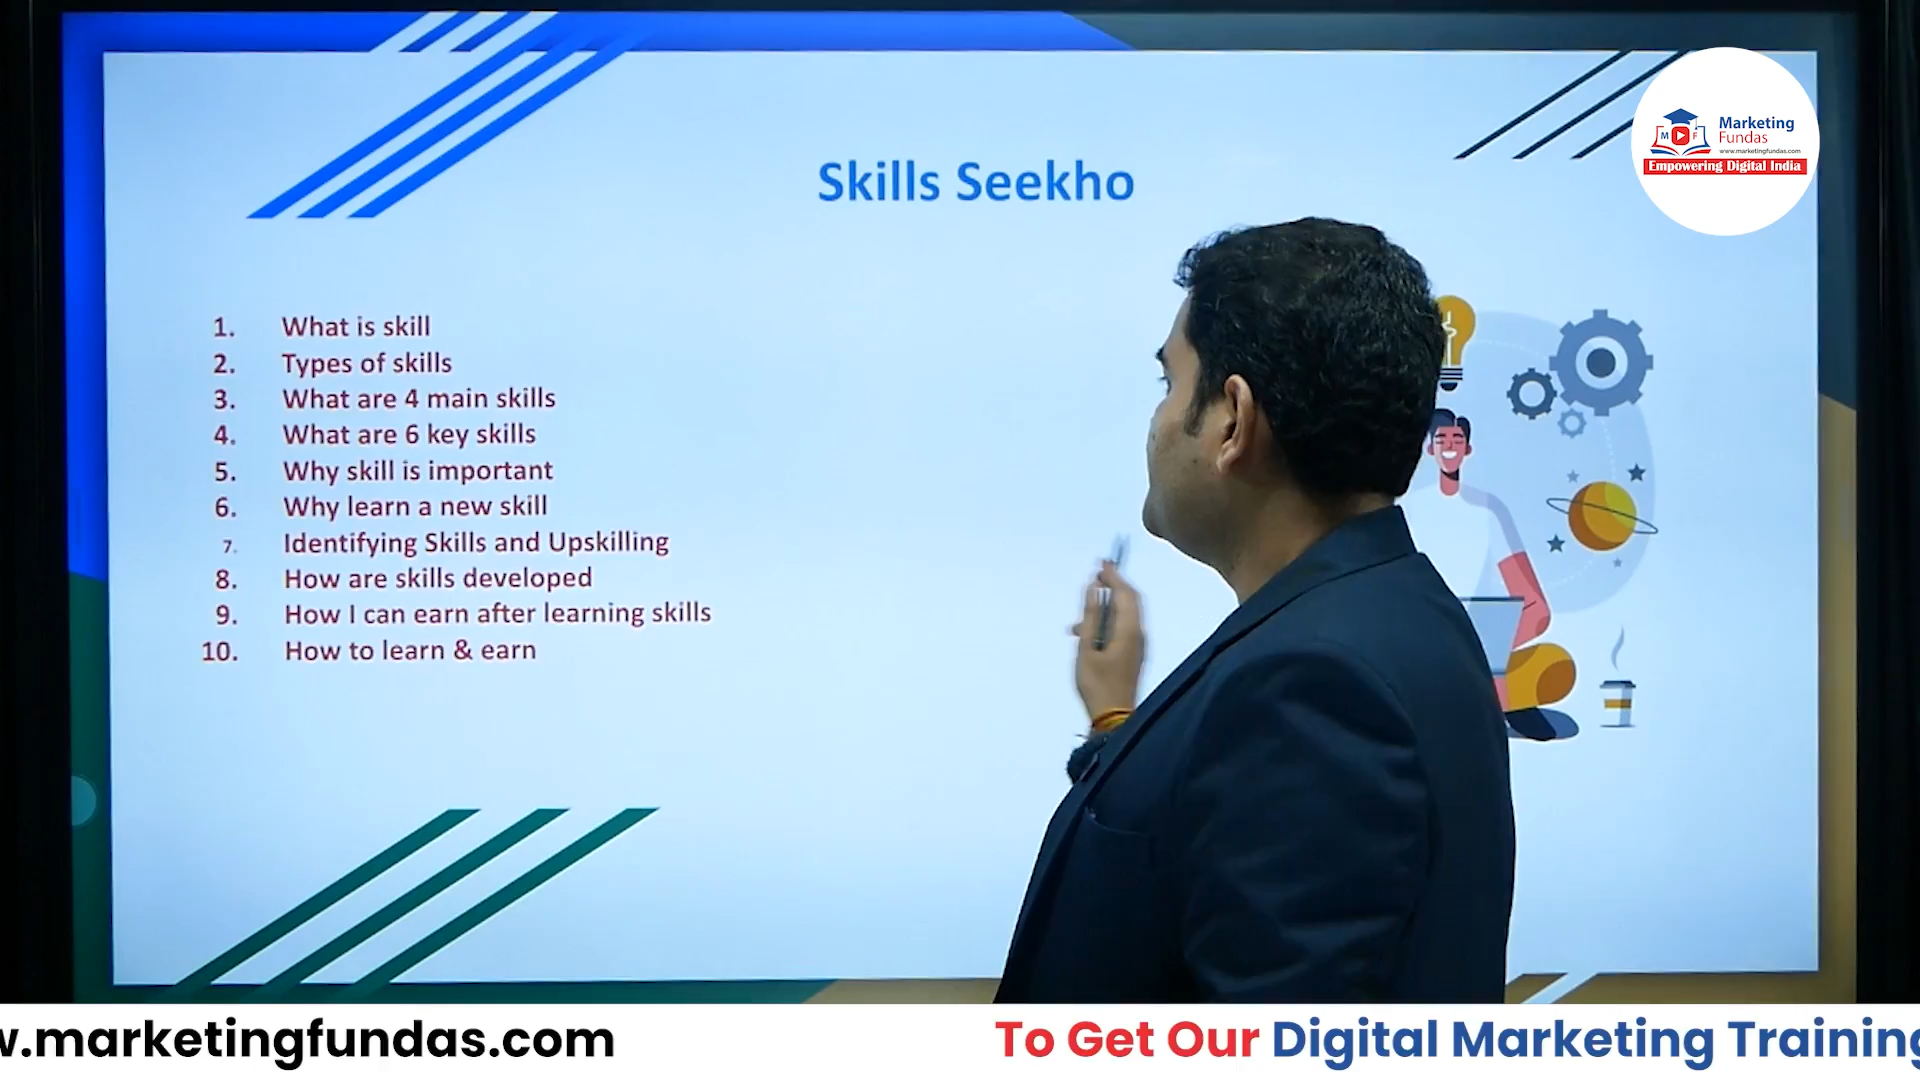 Skills Seekho
1. What is skill
2. Types of skills
3. What are 4 main skills
4. What are 6 key skills
5. Why skill is important
6. Why learn a new skill
7. Identifying Skills and Upskilling
8. How are skills developed
9. How I can earn after learning skills
10. How to learn & earn
M F
Marketing
Fundas
www.marketingfundas.com
Empowering Digital India
w.marketingfundas.com To Get Our Digital Marketing Training